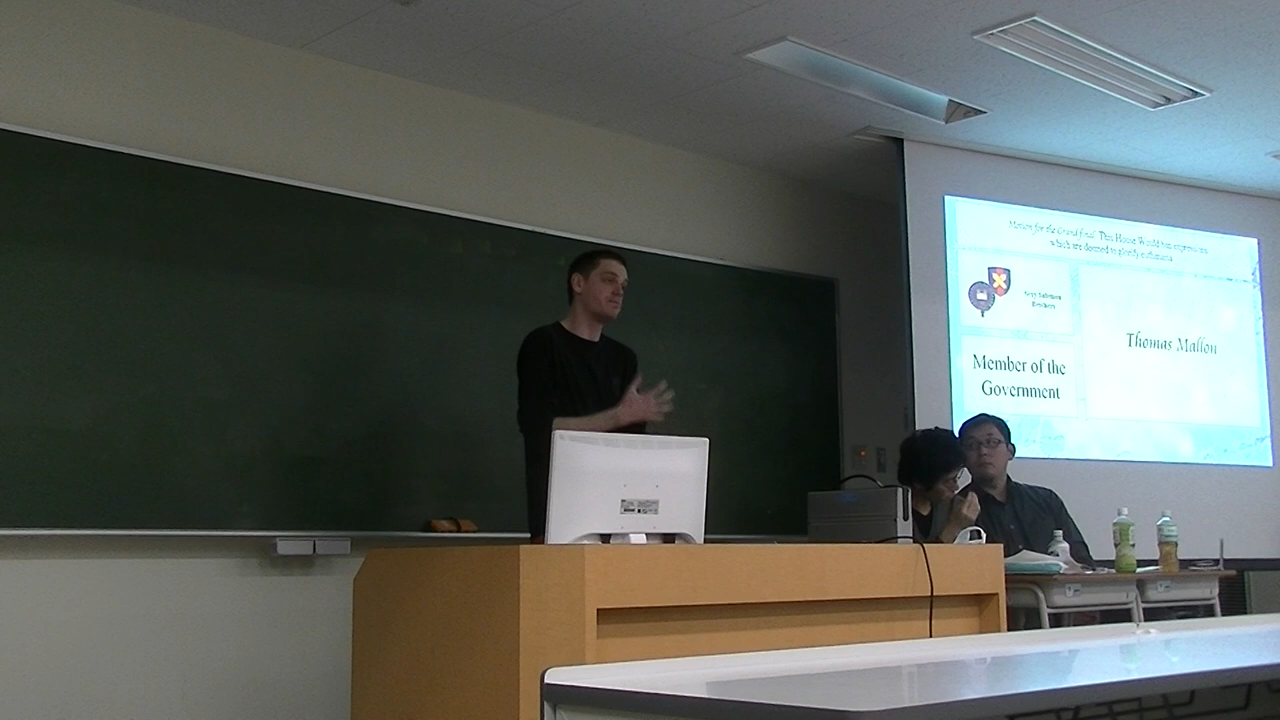 Motion for the Grand final: This House Would ban expressions
which are deemed to glorify euthanasia
Thomas Mallon
Member of the
Government